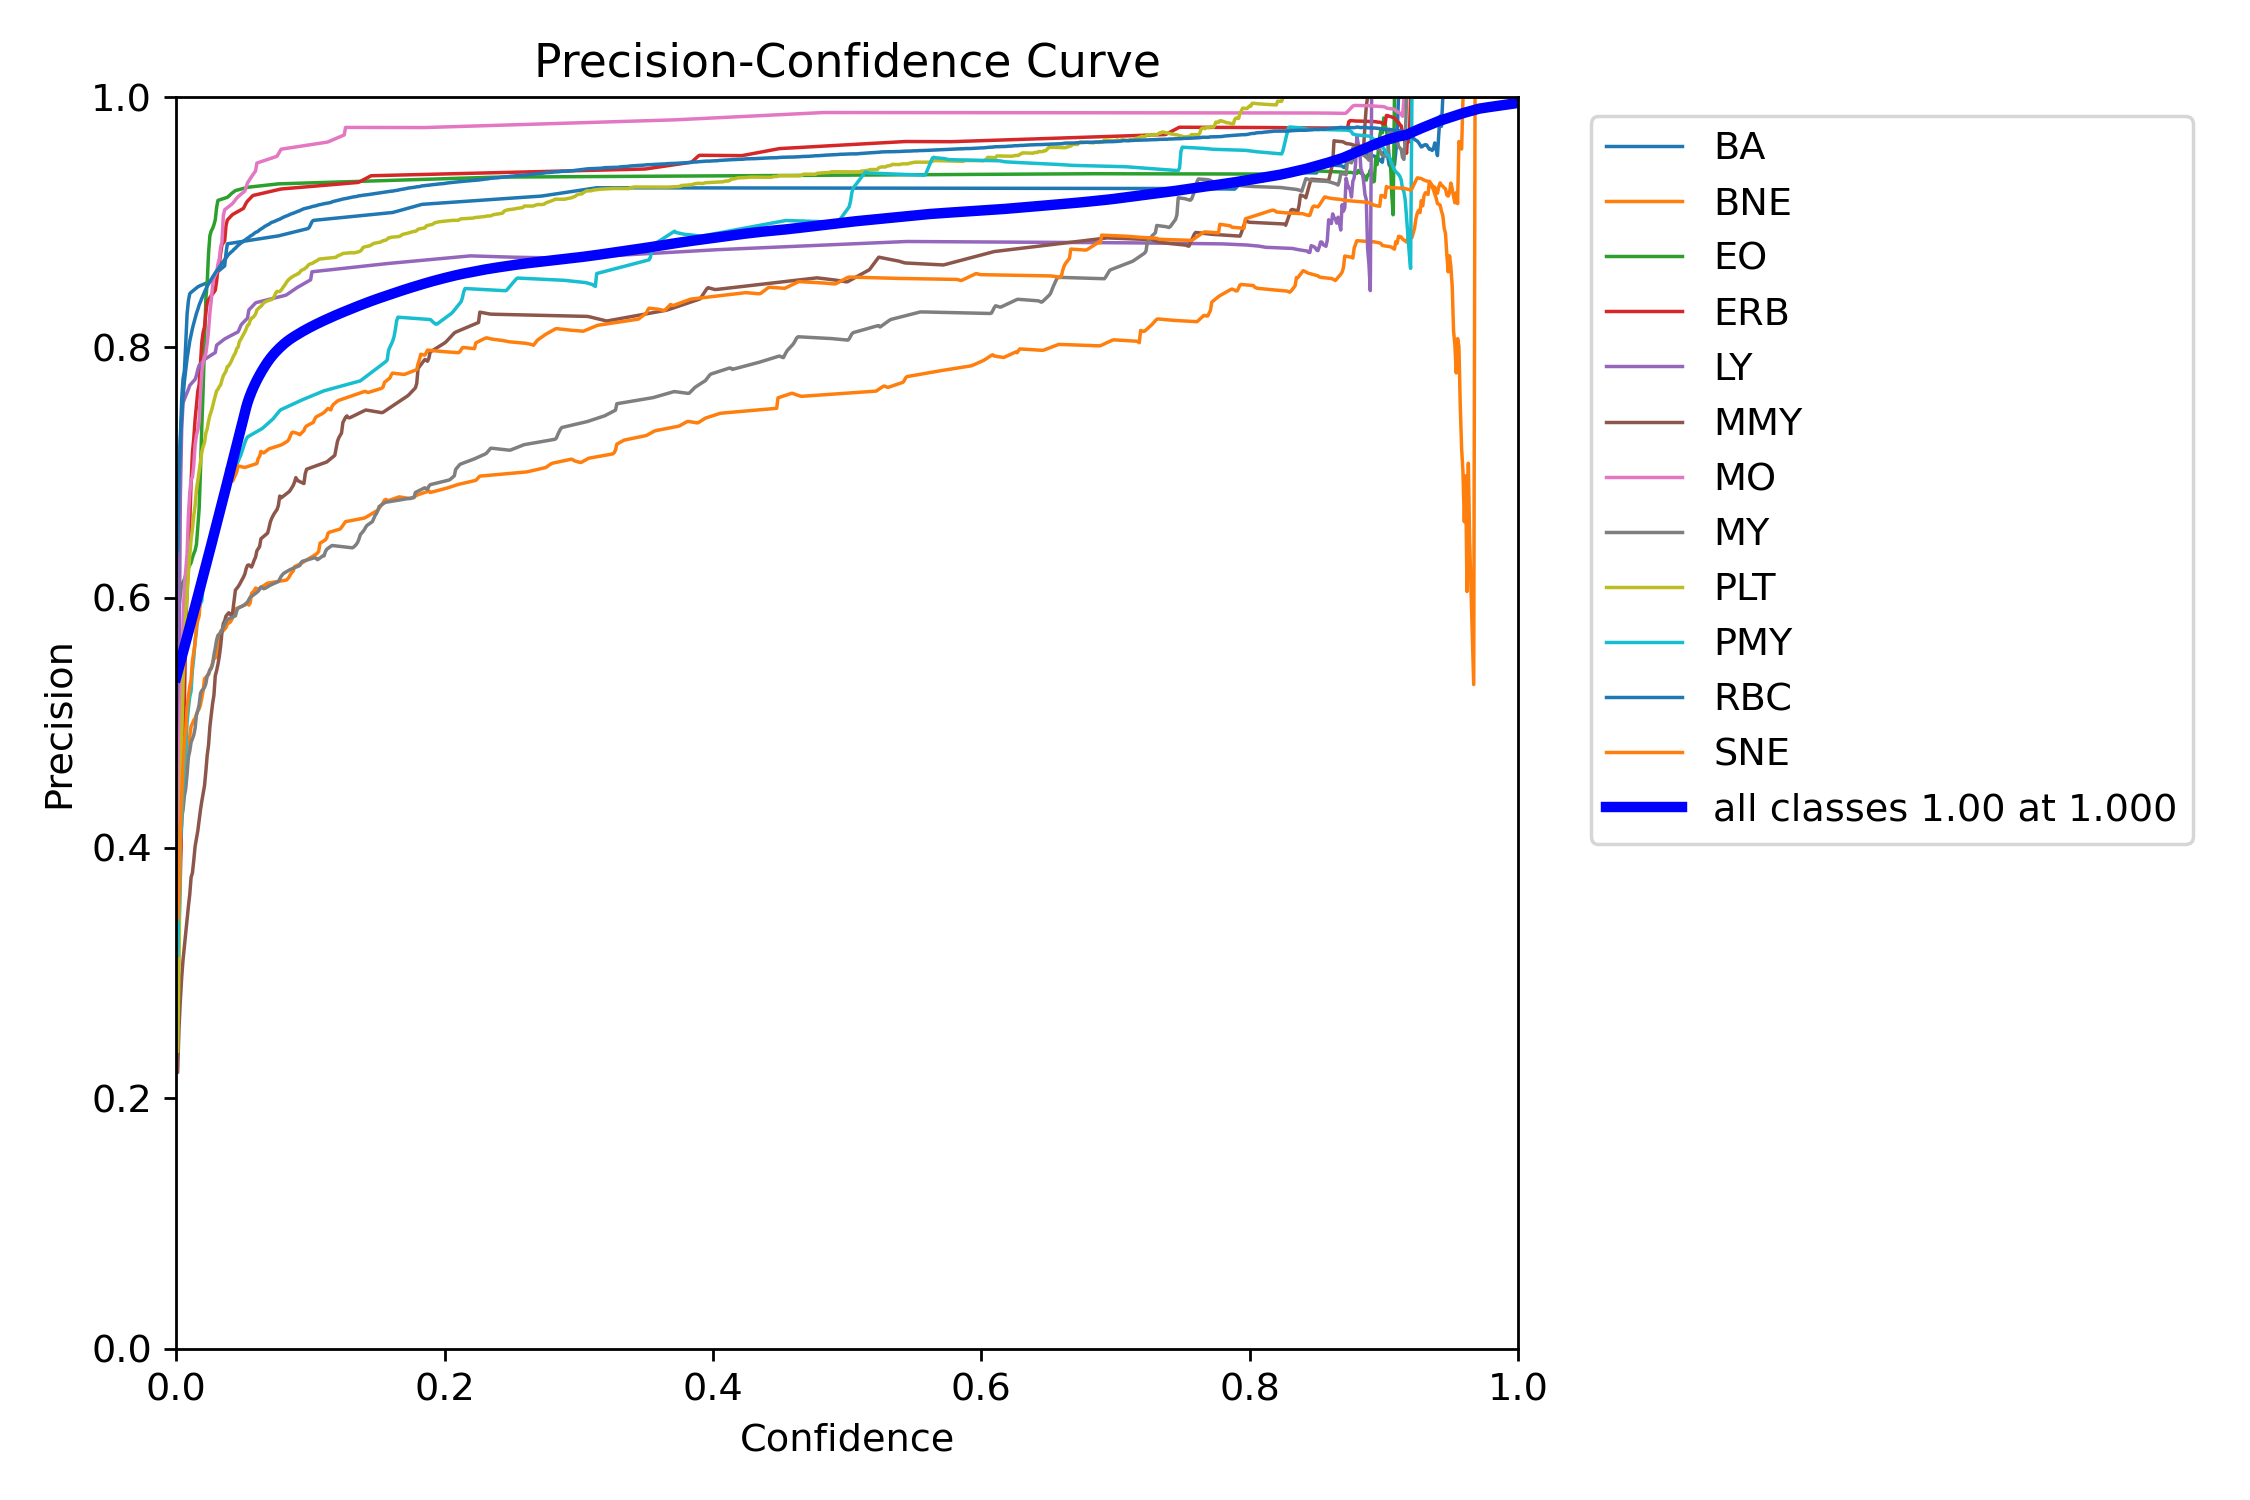 Precision-Confidence Curve
1.0
0.8
0.6
0.4
0.2
0.0
Precision
0.0 0.2 0.4 0.6 0.8 1.0
Confidence
BA
BNE
EO
ERB
LY
MMY
MO
MY
PLT
PMY
RBC
SNE
all classes 1.00 at 1.000